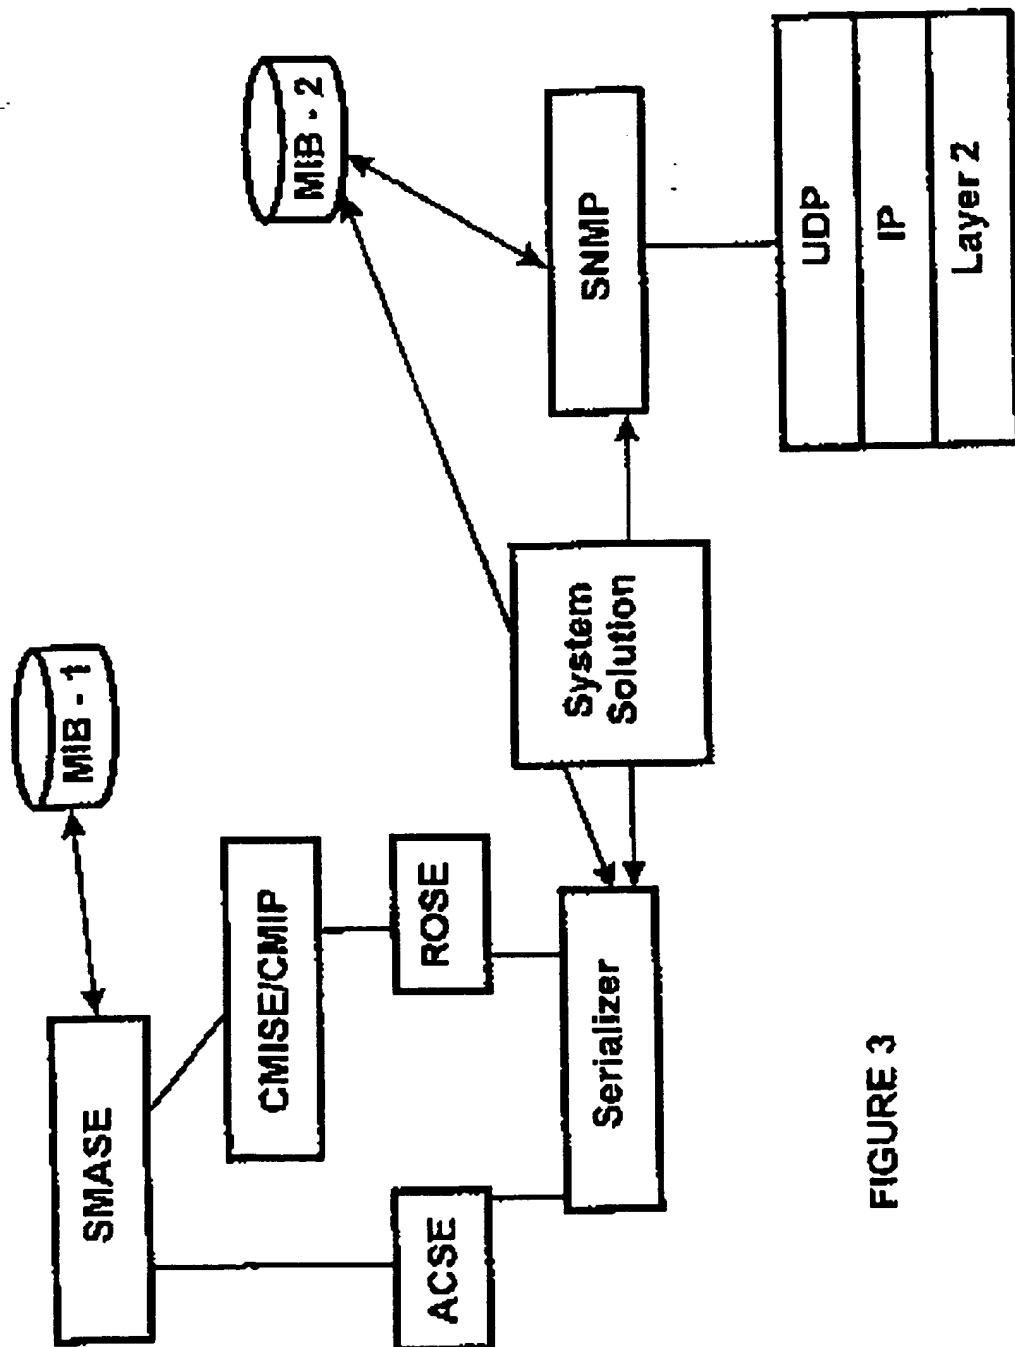 SMASE
MIB - 1
CMISE/CMIP
ACSE
ROSE
Serializer
System
Solution
MIB - 2
SNMP
UDP
IP
Layer 2
FIGURE 3